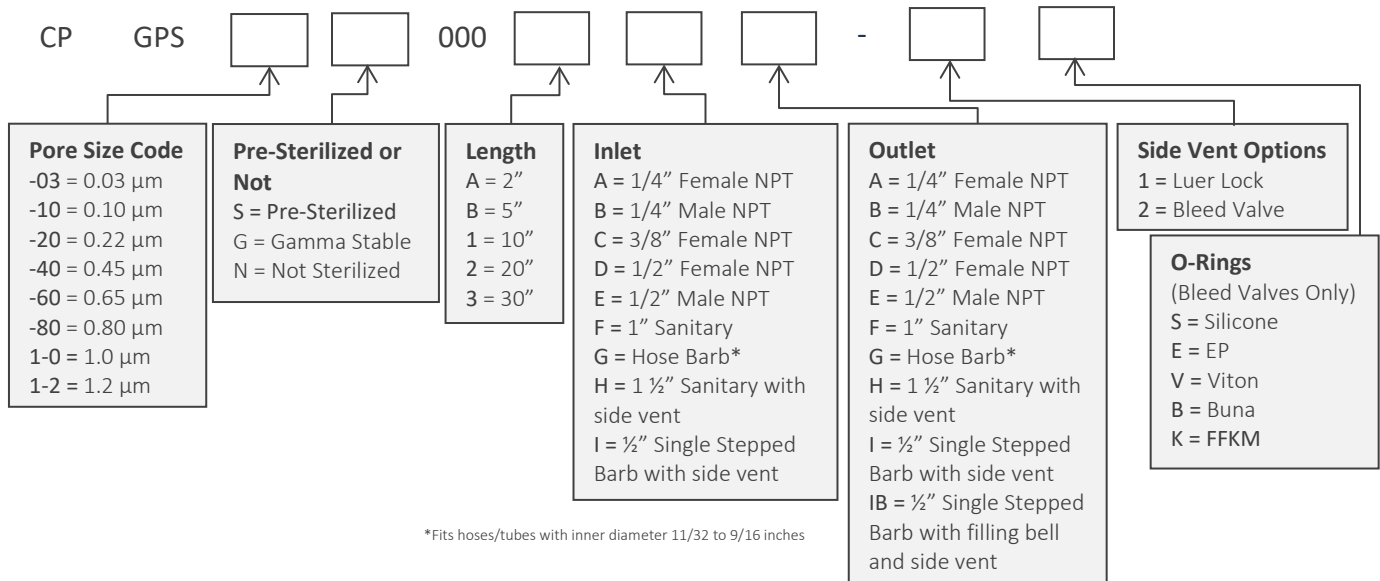 CP GPS 000 -
Pore Size Code
-03 = 0.03 µm
-10 = 0.10 µm
-20 = 0.22 µm
-40 = 0.45 µm
-60 = 0.65 µm
-80 = 0.80 µm
1-0 = 1.0 µm
1-2 = 1.2 µm
Pre-Sterilized or
Not
S = Pre-Sterilized
G = Gamma Stable
N = Not Sterilized
Length
A = 2”
B = 5”
1 = 10”
2 = 20”
3 = 30”
Inlet
A = 1/4” Female NPT
B = 1/4” Male NPT
C = 3/8” Female NPT
D = 1/2” Female NPT
E = 1/2” Male NPT
F = 1” Sanitary
G = Hose Barb*
H = 1 ½” Sanitary with
side vent
I = ½” Single Stepped
Barb with side vent
Outlet
A = 1/4” Female NPT
B = 1/4” Male NPT
C = 3/8” Female NPT
D = 1/2” Female NPT
E = 1/2” Male NPT
F = 1” Sanitary
G = Hose Barb*
H = 1 ½” Sanitary with
side vent
I = ½” Single Stepped
Barb with side vent
IB = ½” Single Stepped
Barb with filling bell
and side vent
Side Vent Options
1 = Luer Lock
2 = Bleed Valve
O-Rings
(Bleed Valves Only)
S = Silicone
E = EP
V = Viton
B = Buna
K = FFKM
*Fits hoses/tubes with inner diameter 11/32 to 9/16 inches